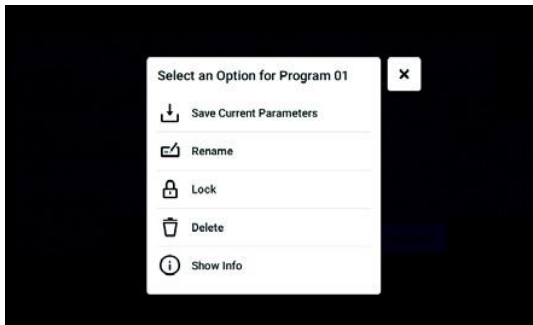 Select an Option for Program 01
Save Current Parameters
Rename
Lock
Delete
Show Info